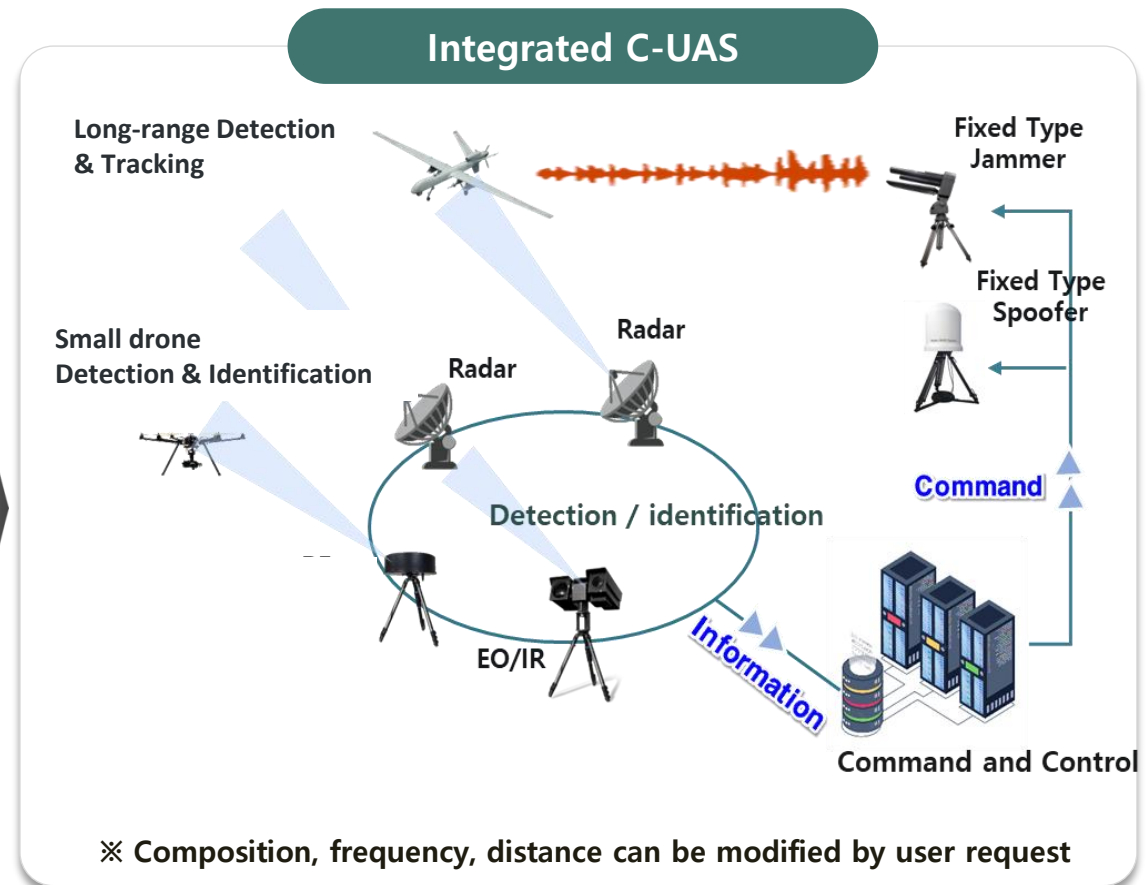 Integrated C-UAS
Long-range Detection
& Tracking
Fixed Type
Jammer
Fixed Type
Spoofer
Small drone
Detection & Identification
Radar
Radar
Command
Detection / identification
EO/IR
Information
Command and Control
※ Composition, frequency, distance can be modified by user request